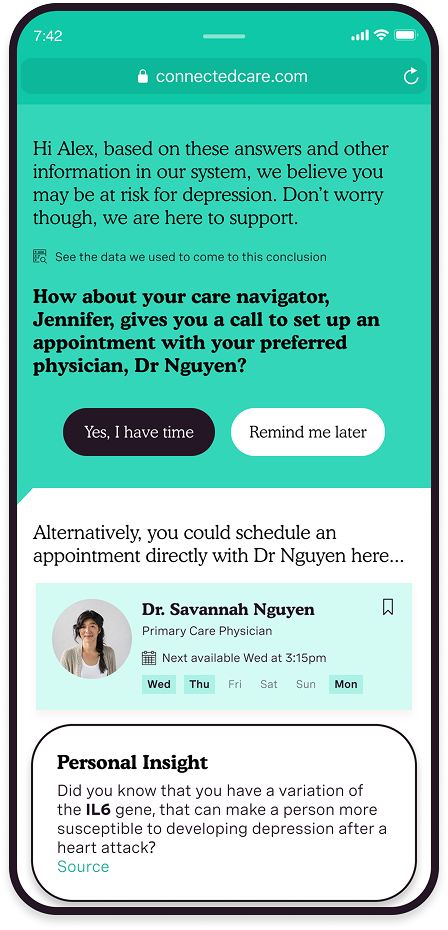 7:42
connectedcare.com
Hi Alex, based on these answers and other
information in our system, we believe you
may be at risk for depression. Don’t worry
though, we are here to support.
See the data we used to come to this conclusion
How about your care navigator,
Jennifer, gives you a call to set up an
appointment with your preferred
physician, Dr Nguyen?
Yes, I have time
Remind me later
Alternatively, you could schedule an
appointment directly with Dr Nguyen here...
Dr. Savannah Nguyen
Primary Care Physician
Next available Wed at 3:15pm
Wed Thu Fri Sat Sun Mon
Personal Insight
Did you know that you have a variation of
the IL6 gene, that can make a person more
susceptible to developing depression after a
heart attack?
Source